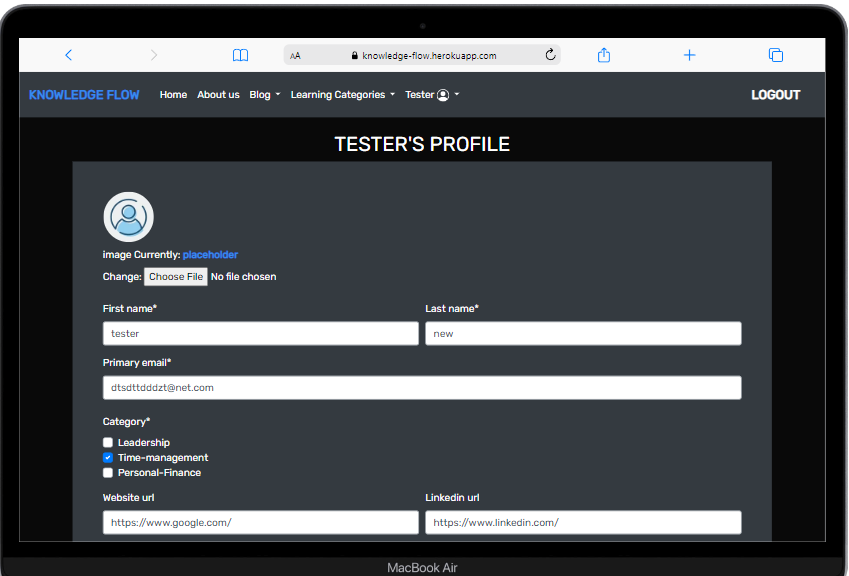 AA knowledge-flow.herokuapp.com
KNOWLEDGE FLOW Home About us Blog Learning Categories Tester LOGOUT
TESTER'S PROFILE
image Currently: placeholder
Change: Choose File No file chosen
First name* Last name*
tester new
Primary email*
dtsdttdddzt@net.com
Category*
Leadership
Time-management
Personal-Finance
Website url Linkedin url
https://www.google.com/ https://www.linkedin.com/
MacBook Air